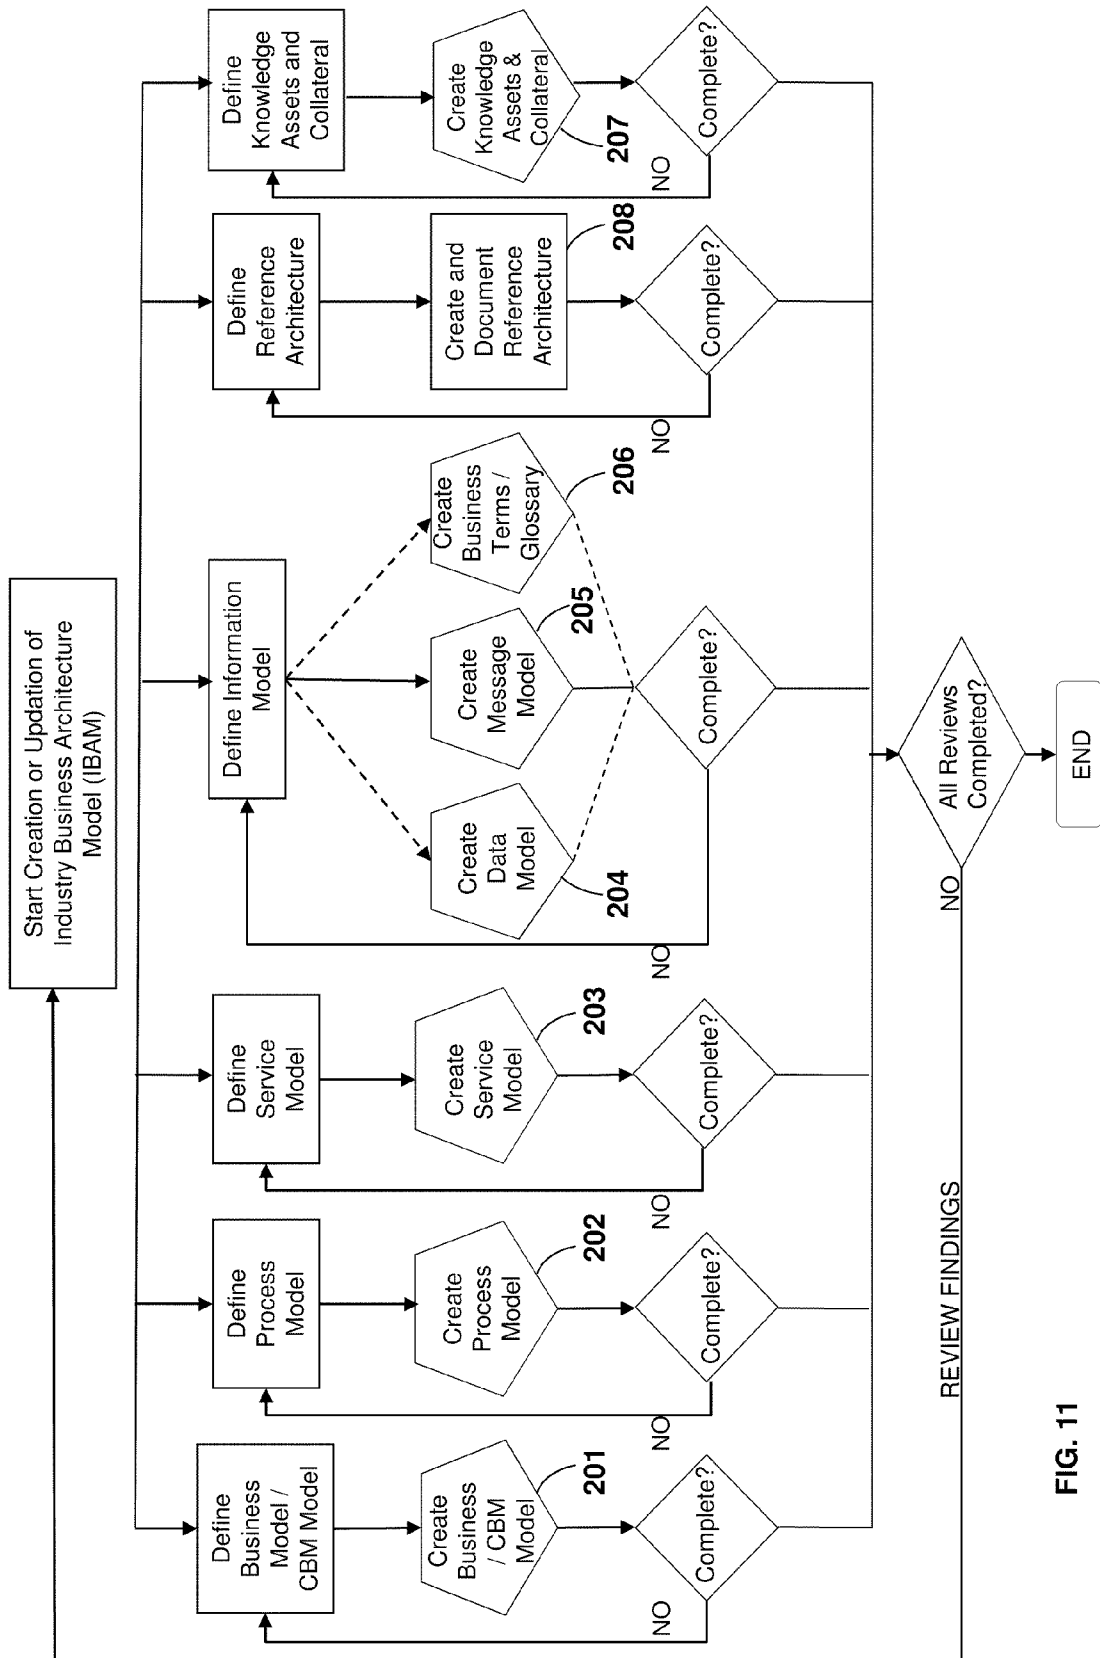 Start Creation or Updation of
Industry Business Architecture
Model (IBAM)
Define
Business
Model /
CBM Model
Define
Process
Model
Define
Service
Model
Define Information
Model
Define
Reference
Architecture
Define
Knowledge
Assets and
Collateral
Create
Business
/ CBM
Model
201
Create
Process
Model
202
Create
Service
Model
203
Create
Data
Model
204
Create
Message
Model
205
Create
Business
Terms /
Glossary
206
Create and
Document
Reference
Architecture
208
Create
Knowledge
Assets &
Collateral
207
NO
Complete?
NO
Complete?
NO
Complete?
NO
Complete?
NO
Complete?
NO
Complete?
All Reviews
Completed?
NO
REVIEW FINDINGS
END
FIG. 11